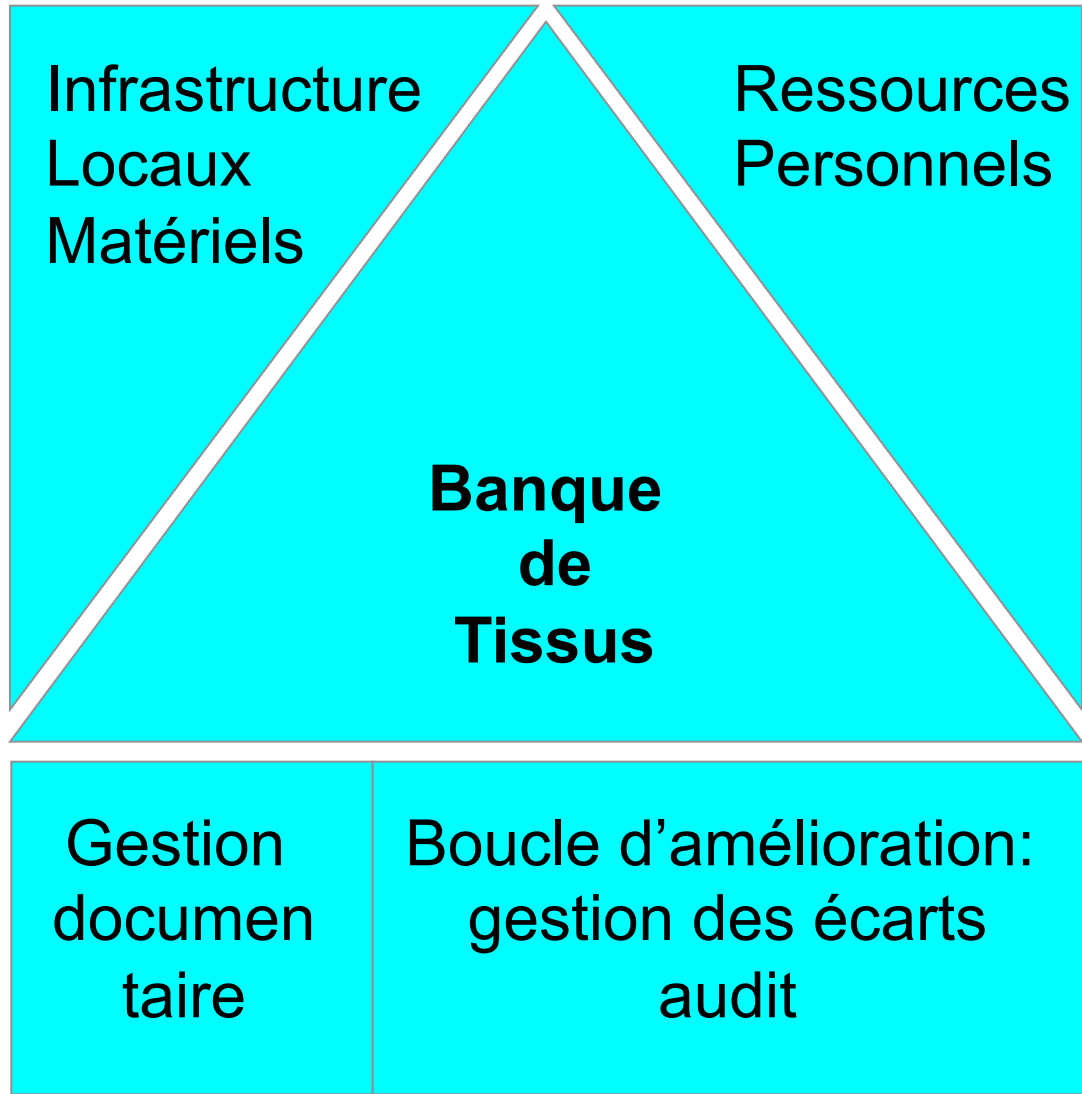 Infrastructure
Locaux
Matériels
Ressources
Personnels
Banque
de
Tissus
Gestion
documen
taire
Boucle d’amélioration:
gestion des écarts
audit